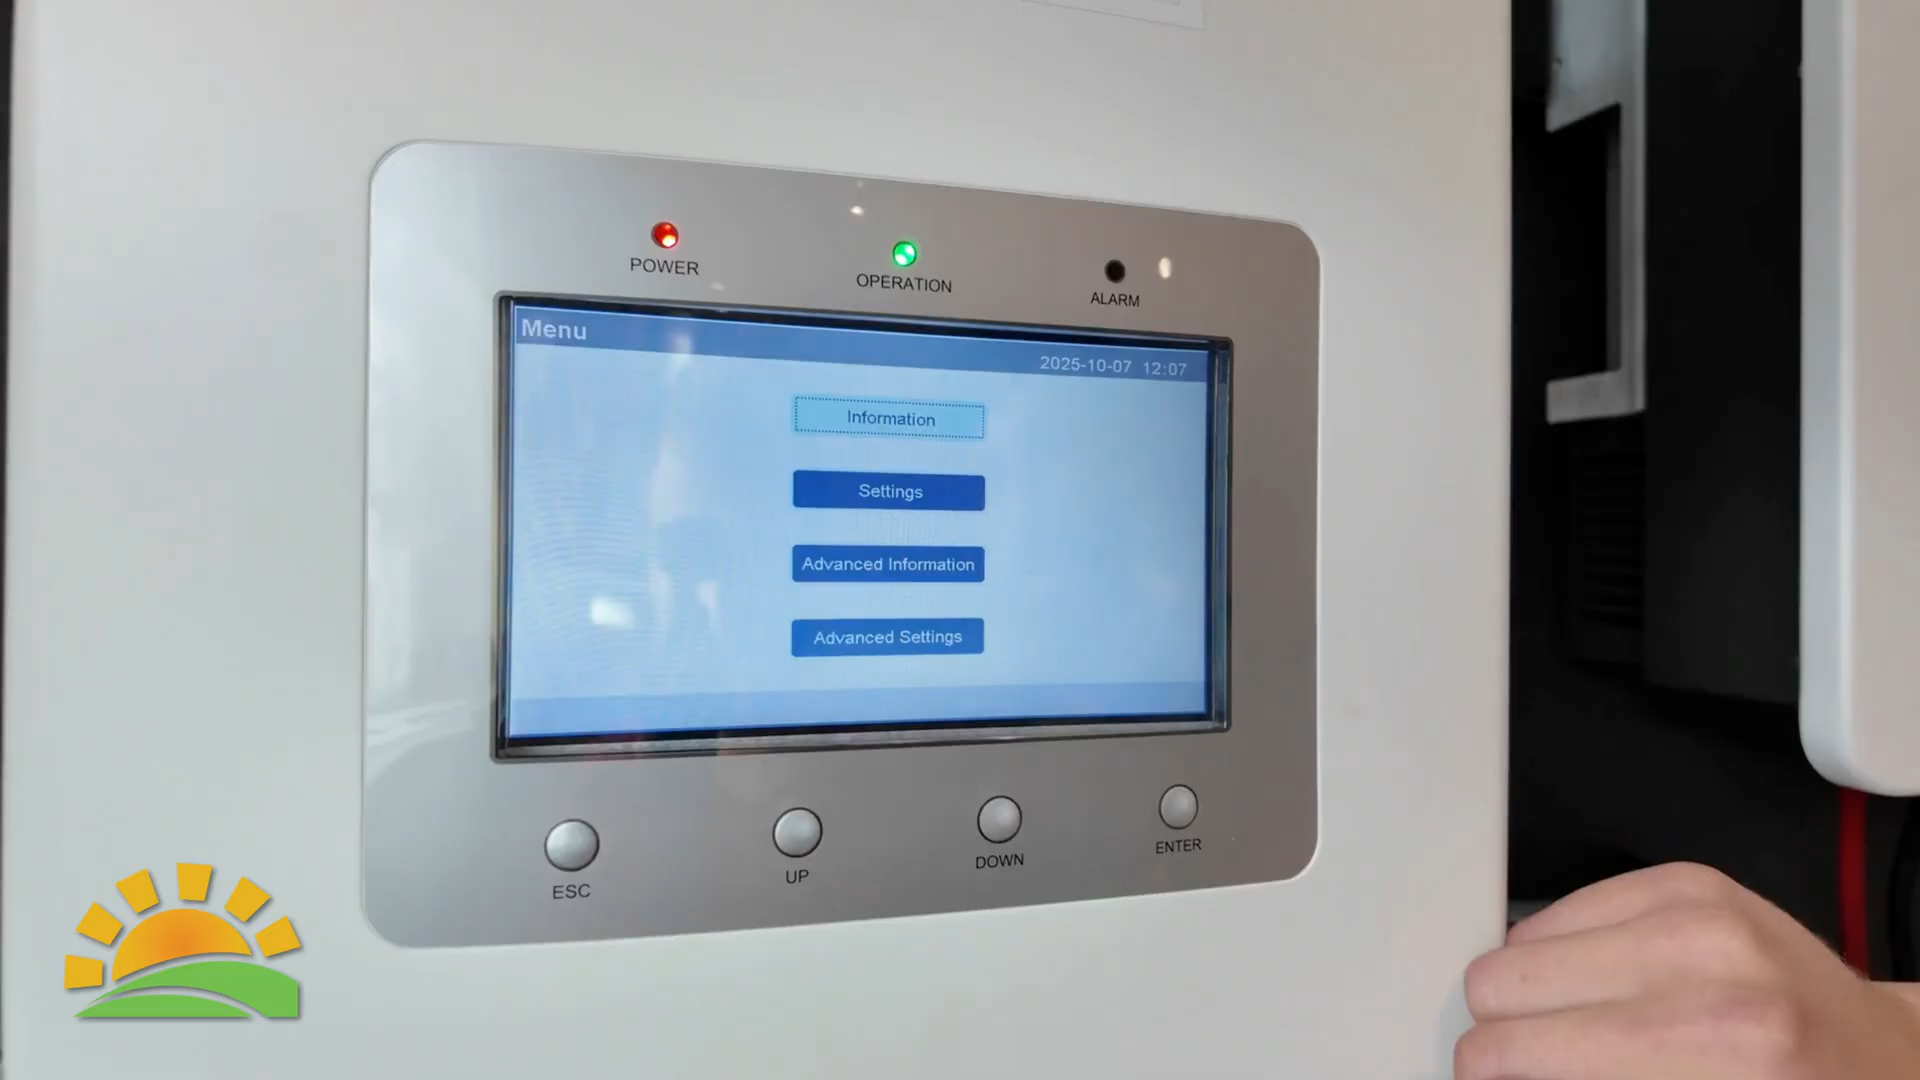 POWER
OPERATION
ALARM
Menu
2025-10-07 12:07
Information
Settings
Advanced Information
Advanced Settings
ESC
UP
DOWN
ENTER